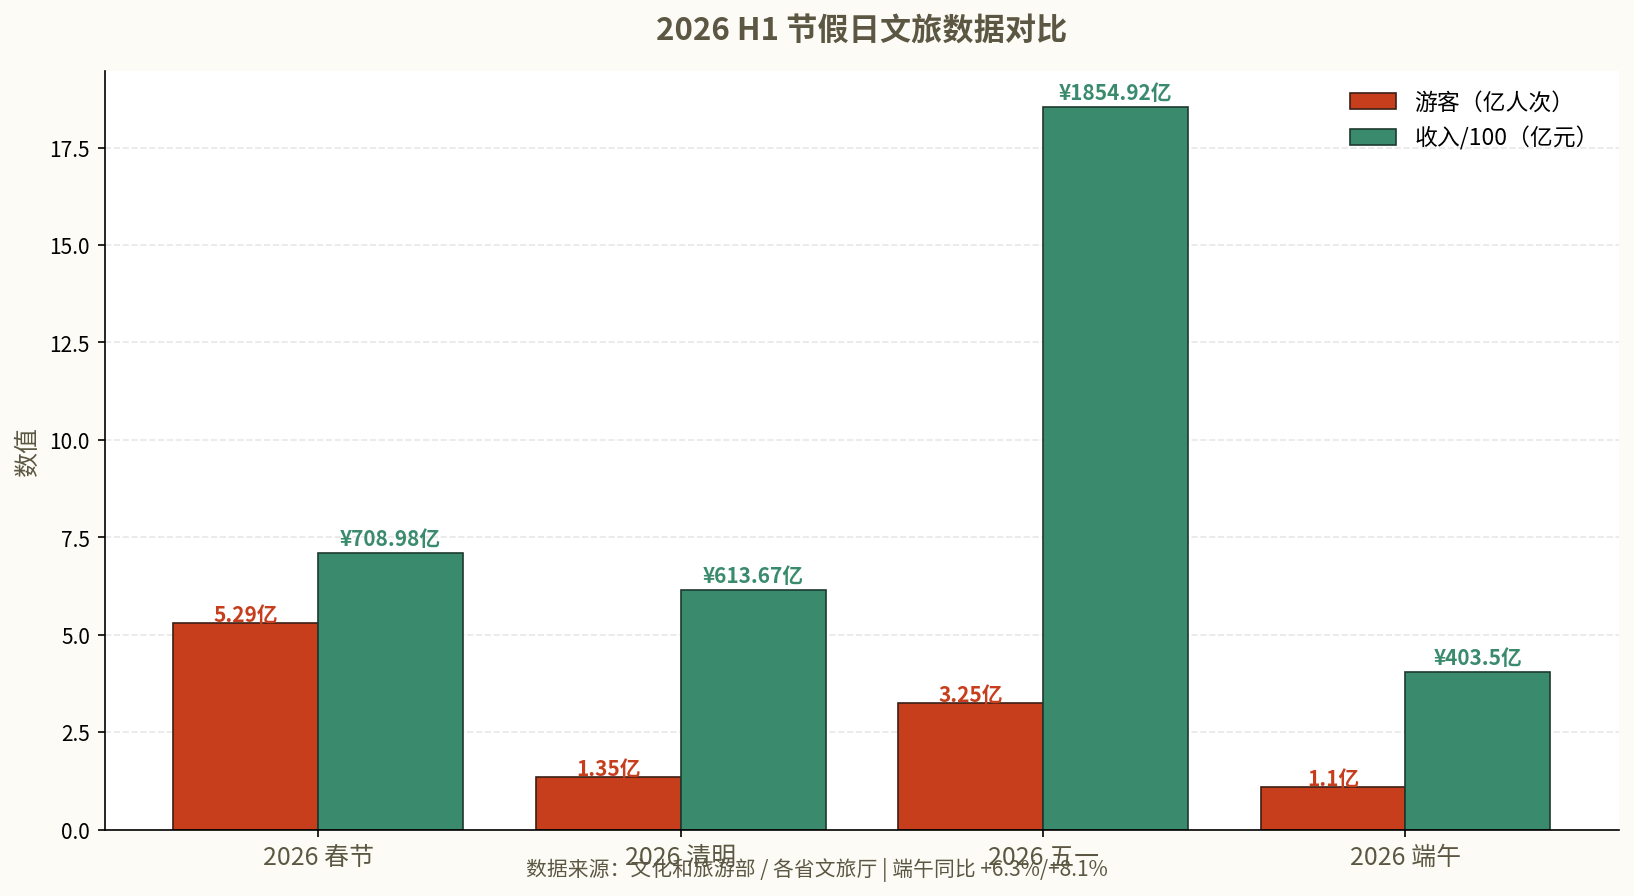 2026 H1 节假日文旅数据对比
游客（亿人次）
收入/100（亿元）
数值
17.5
15.0
12.5
10.0
7.5
5.0
2.5
0.0
5.29亿
¥708.98亿
1.35亿
¥613.67亿
3.25亿
¥1854.92亿
1.1亿
¥403.5亿
2026 春节
2026 清明
2026 五一
2026 端午
数据来源：文化和旅游部 / 各省文旅厅 | 端午同比 +6.3%/+8.1%